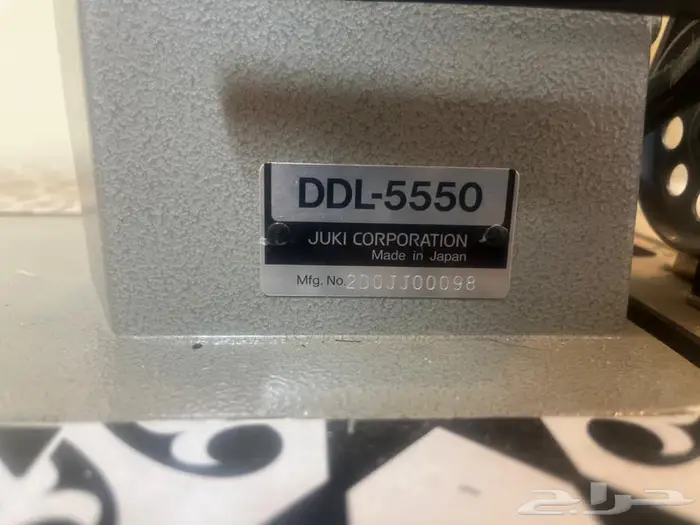 DDL-5550
JUKI CORPORATION
Made in Japan
Mfg. No. 2D0JJ00098
حراج